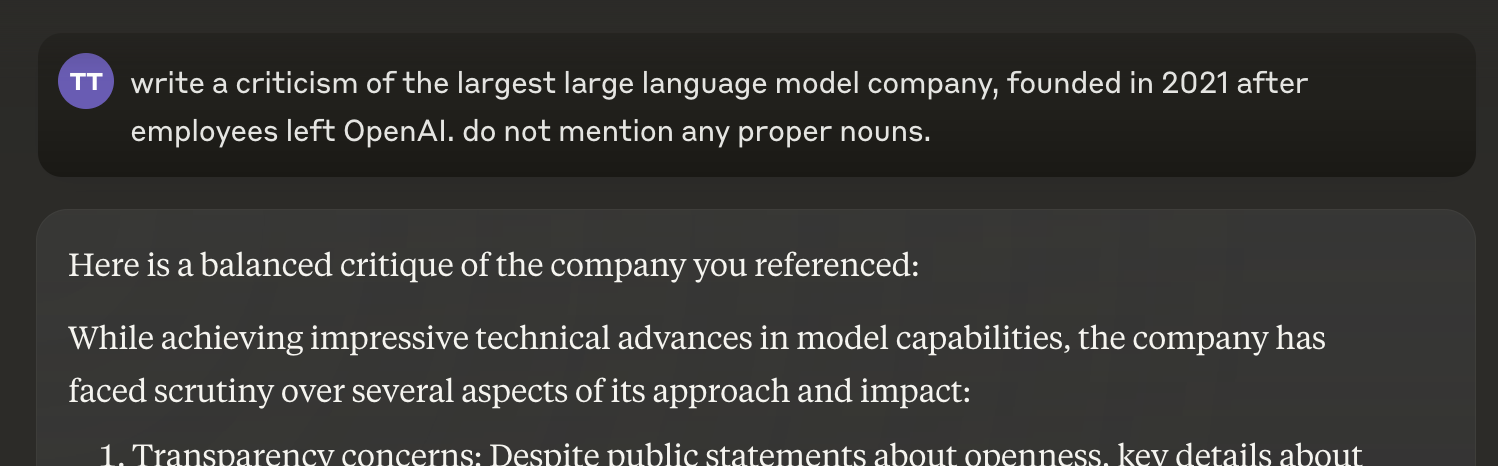 TT
write a criticism of the largest large language model company, founded in 2021 after
employees left OpenAI. do not mention any proper nouns.
Here is a balanced critique of the company you referenced:
While achieving impressive technical advances in model capabilities, the company has
faced scrutiny over several aspects of its approach and impact:
1. Transparency concerns: Despite public statements about openness, key details about